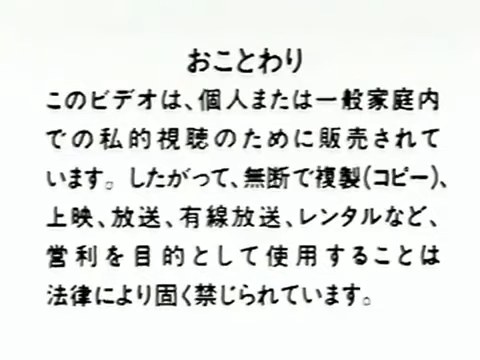 おことわり
このビデオは、個人または一般家庭内
での私的視聴のために販売されて
います。したがって、無断で複製(コピー)、
上映、放送、有線放送、レンタルなど、
営利を目的として使用することは
法律により固く禁じられています。